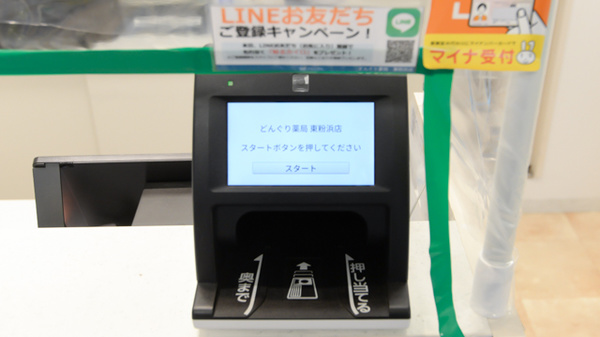 LINEお友だち
ご登録キャンペーン!
LINE
マイナ受付
どんぐり薬局 東粉浜店
スタートボタンを押してください
スタート
奥まで
押し当てる